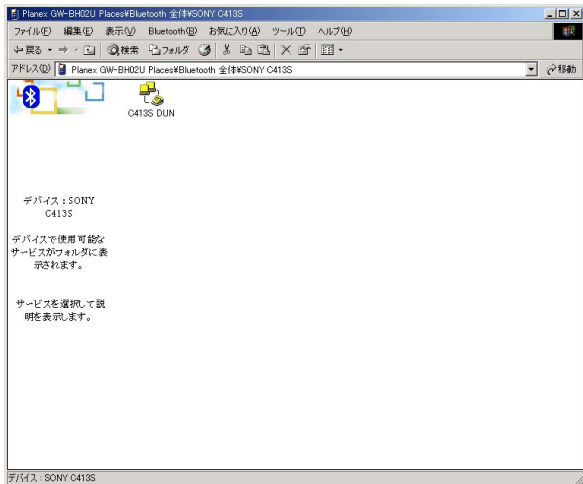 Planex GW-BH02U Places¥Bluetooth 全体¥SONY C413S
ファイル(F) 編集(E) 表示(V) Bluetooth(B) お気に入り(A) ツール(T) ヘルプ(H)
戻る 検索 フォルダ
アドレス(D) Planex GW-BH02U Places¥Bluetooth 全体¥SONY C413S 移動
C413S DUN
デバイス : SONY
C413S
デバイスで使用可能な
サービスがフォルダに表
示されます。
サービスを選択して説
明を表示します。
デバイス : SONY C413S